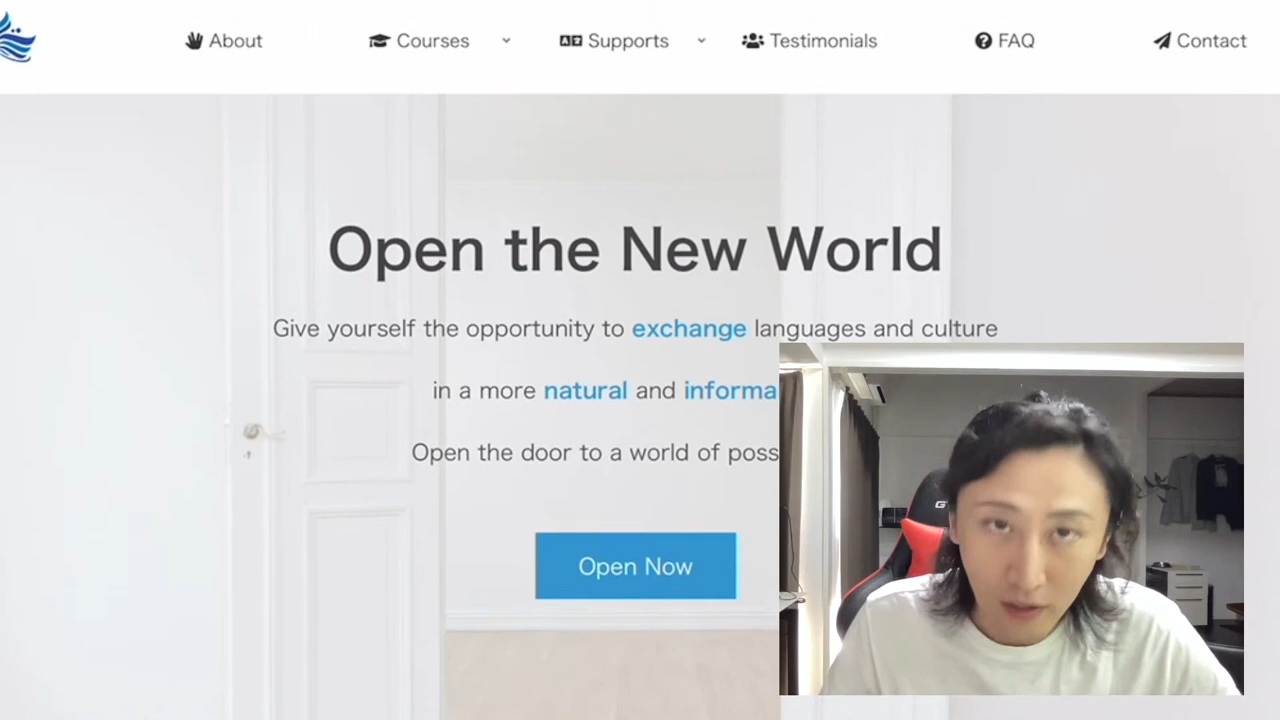 About
Courses
Supports
Testimonials
FAQ
Contact
Open the New World
Give yourself the opportunity to exchange languages and culture
in a more natural and informa
Open the door to a world of poss
Open Now